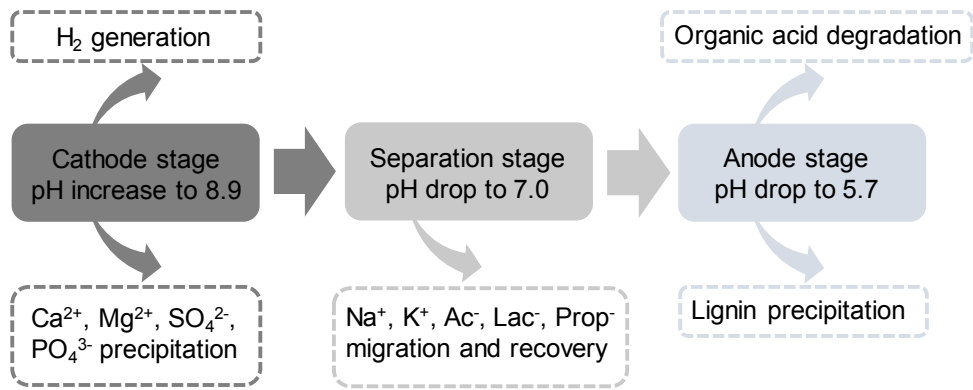 H₂ generation
Organic acid degradation
Cathode stage
pH increase to 8.9
Separation stage
pH drop to 7.0
Anode stage
pH drop to 5.7
Ca²⁺, Mg²⁺, SO₄²⁻,
PO₄³⁻ precipitation
Na⁺, K⁺, Ac⁻, Lac⁻, Prop⁻
migration and recovery
Lignin precipitation